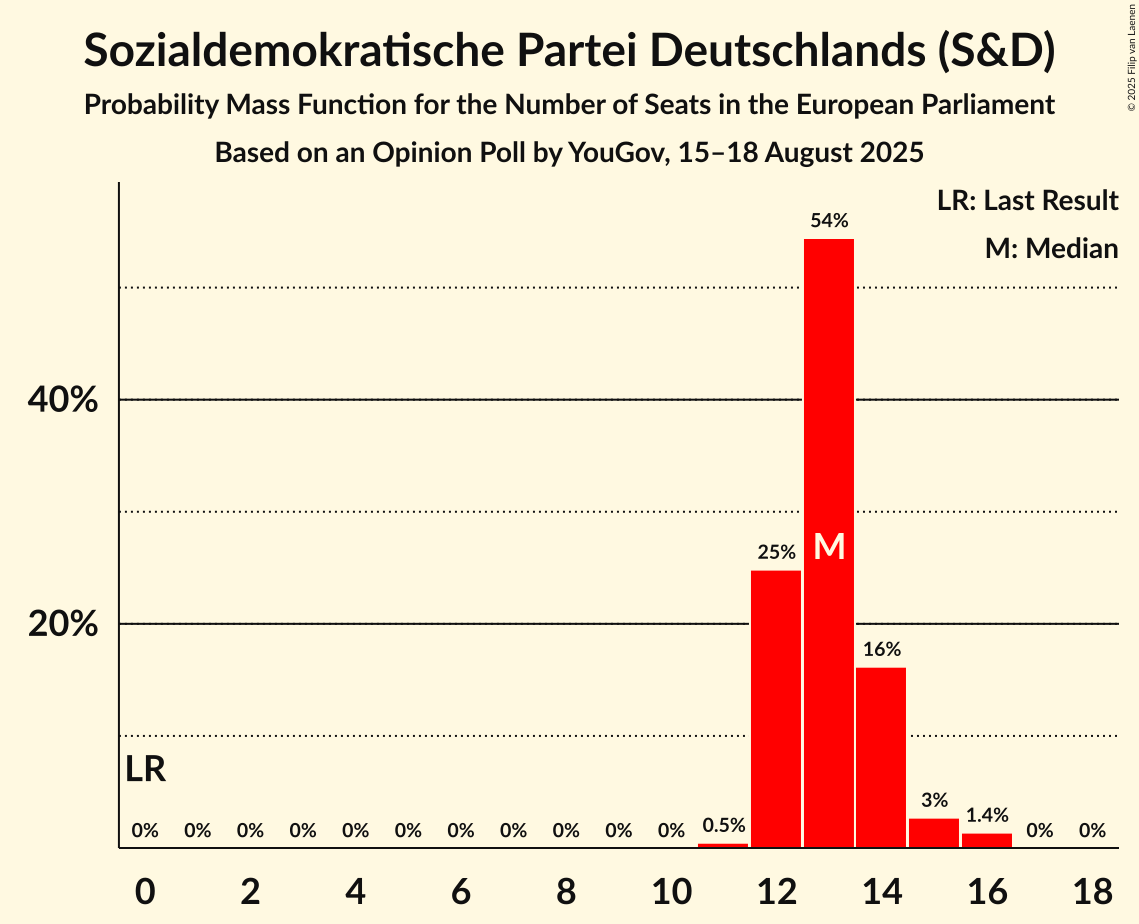 Sozialdemokratische Partei Deutschlands (S&D)
Probability Mass Function for the Number of Seats in the European Parliament
Based on an Opinion Poll by YouGov, 15–18 August 2025
© 2025 Filip van Laenen
LR: Last Result
M: Median
54%
40%
M
25%
20%
16%
LR
0% 0% 0% 0% 0% 0% 0% 0% 0% 0% 0% 0.5% 3% 1.4% 0% 0%
0 2 4 6 8 10 12 14 16 18